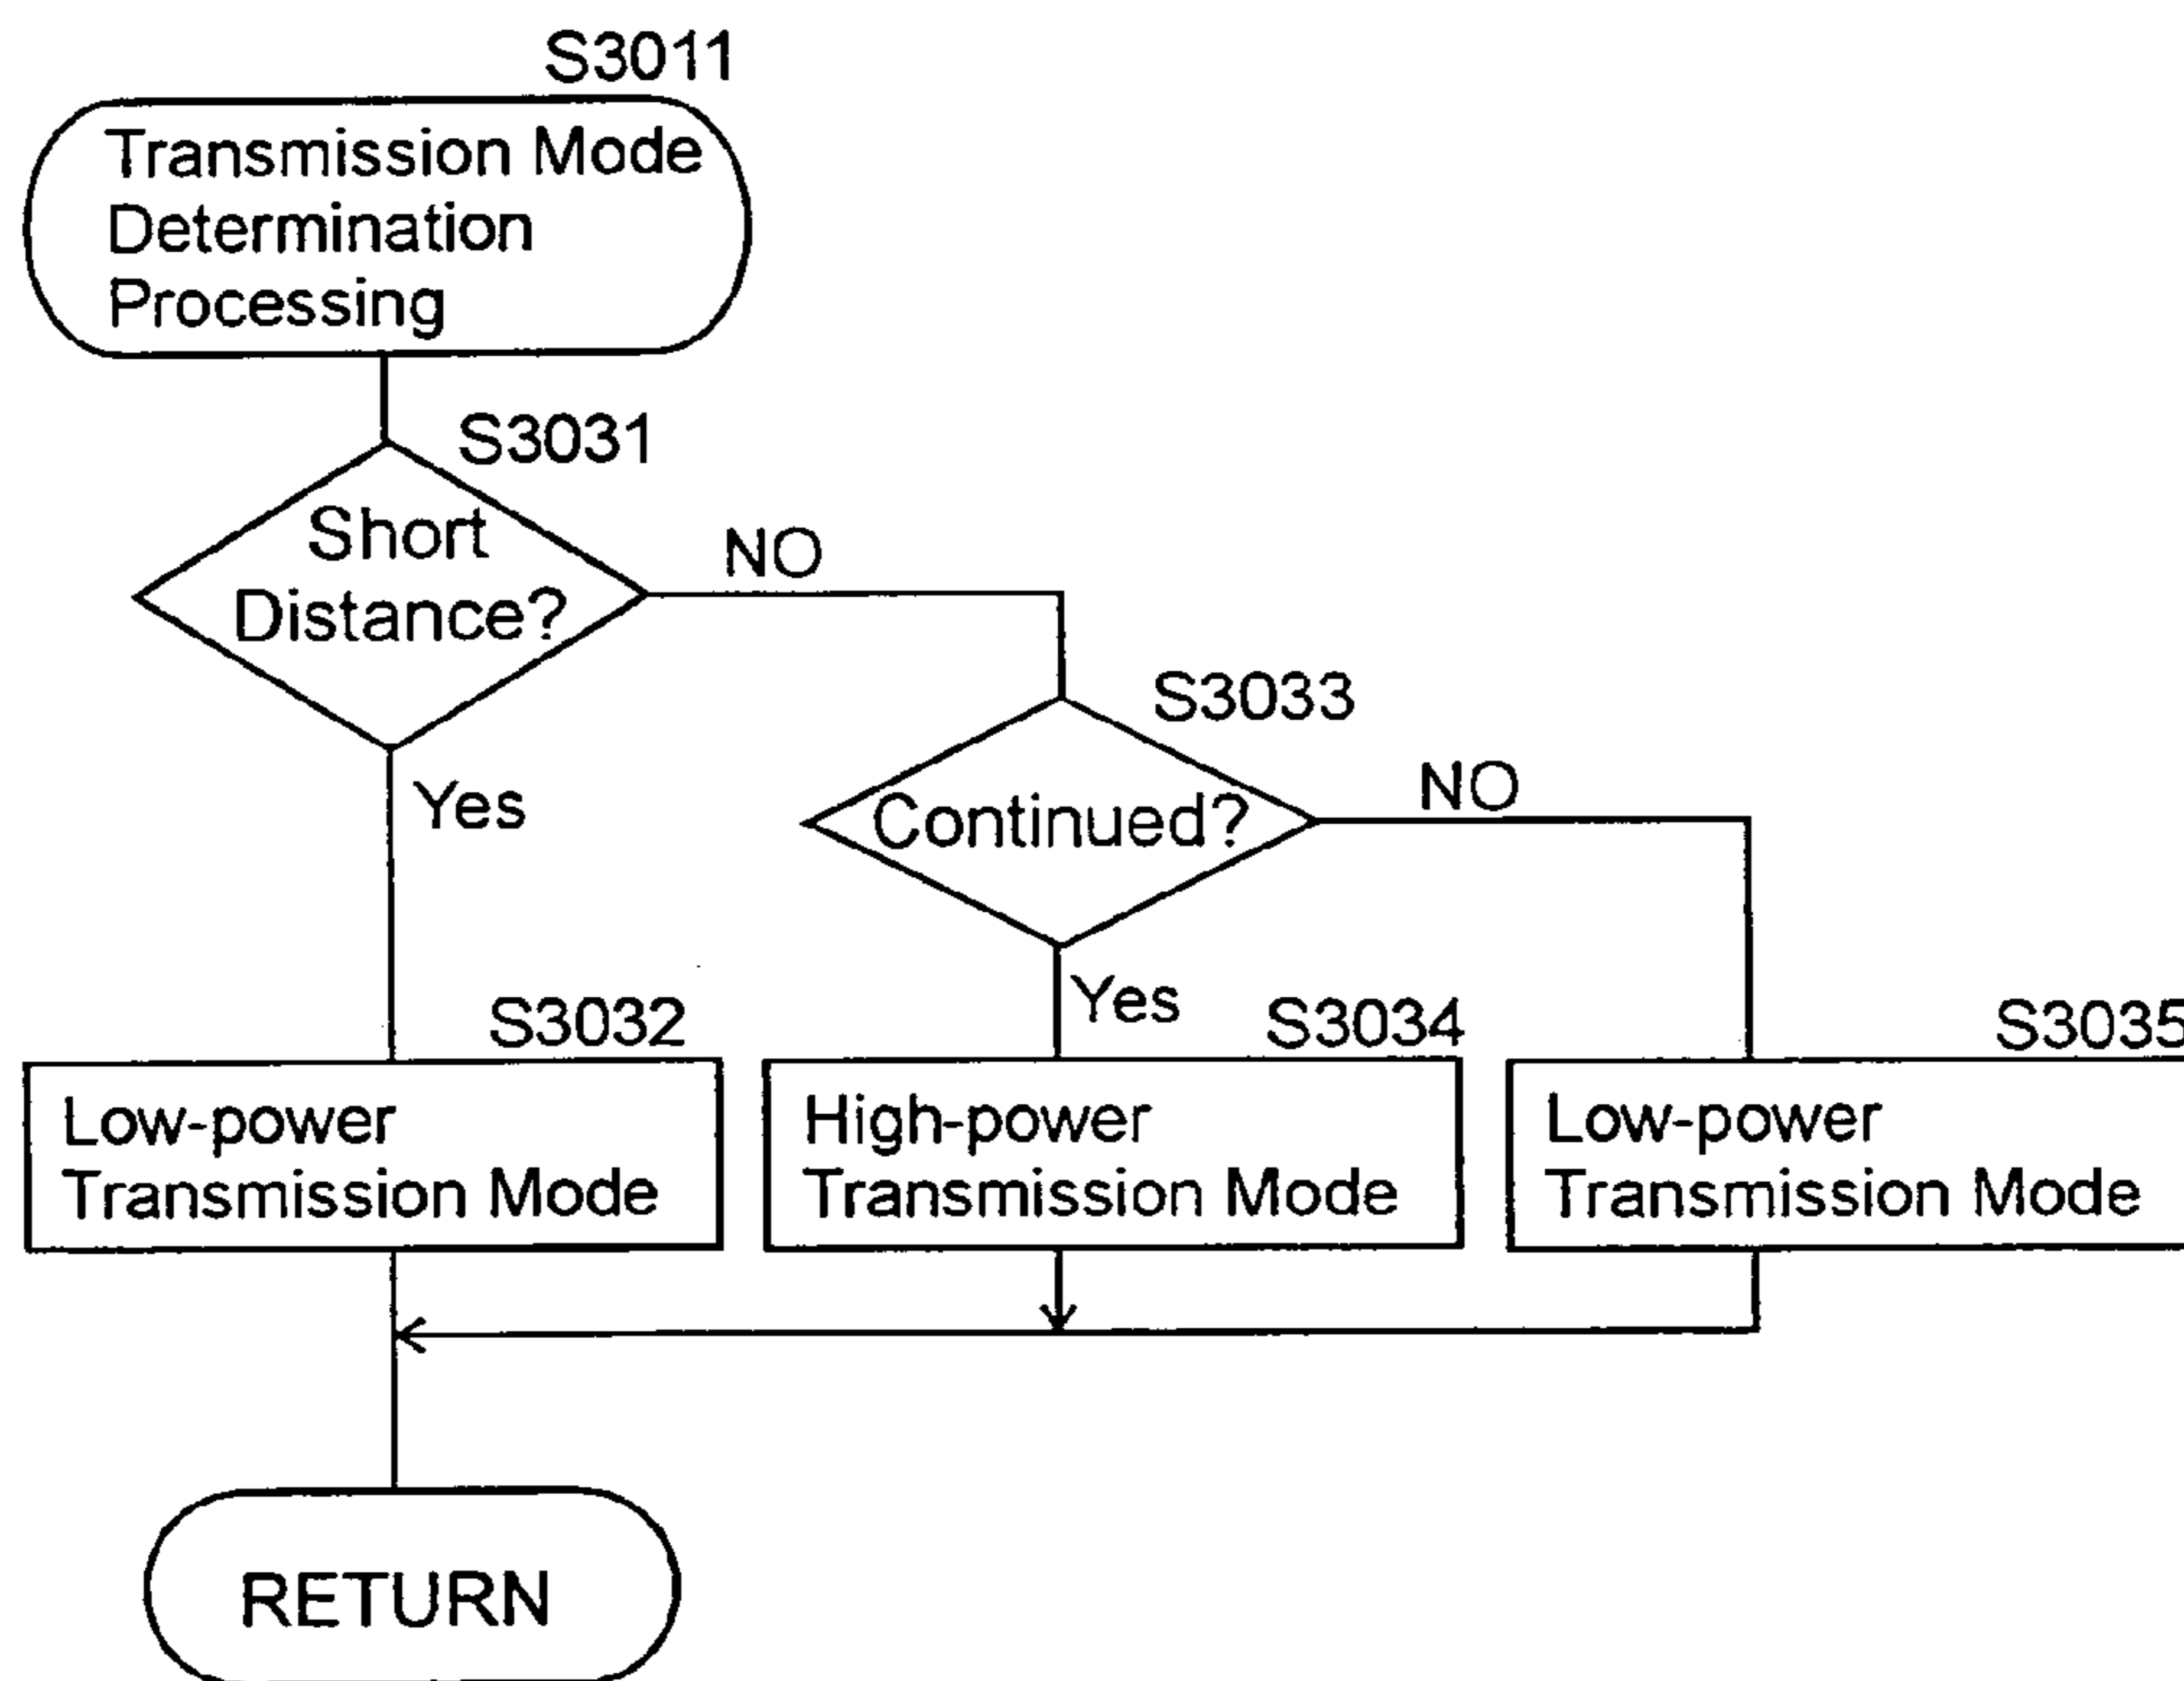 S3011
Transmission Mode
Determination
Processing
S3031
Short
Distance?
NO
Yes
S3033
Continued?
NO
Yes
S3032
Low-power
Transmission Mode
S3034
High-power
Transmission Mode
S3035
Low-power
Transmission Mode
RETURN